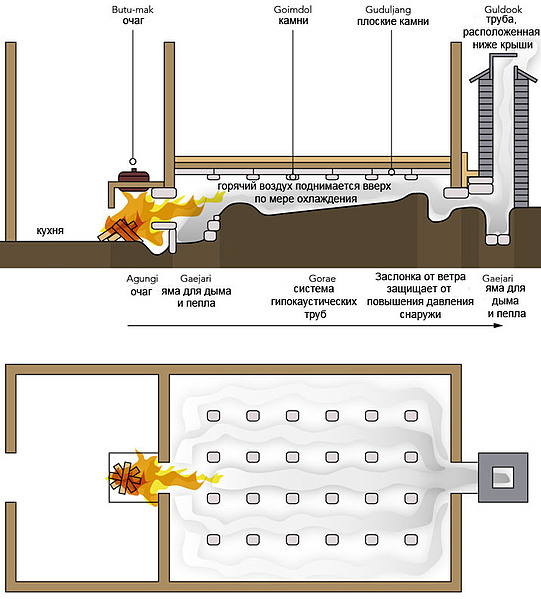 Butu-mak
очаг
Goimdol
камни
Guduljang
плоские камни
Guldook
труба,
расположенная
ниже крыши
горячий воздух поднимается вверх
по мере охлаждения
кухня
Agungi
очаг
Gaejari
яма для дыма
и пепла
Gorae
система
гипокаустических
труб
Заслонка от ветра
защищает от
повышения давления
снаружи
Gaejari
яма для
дыма
и пепла